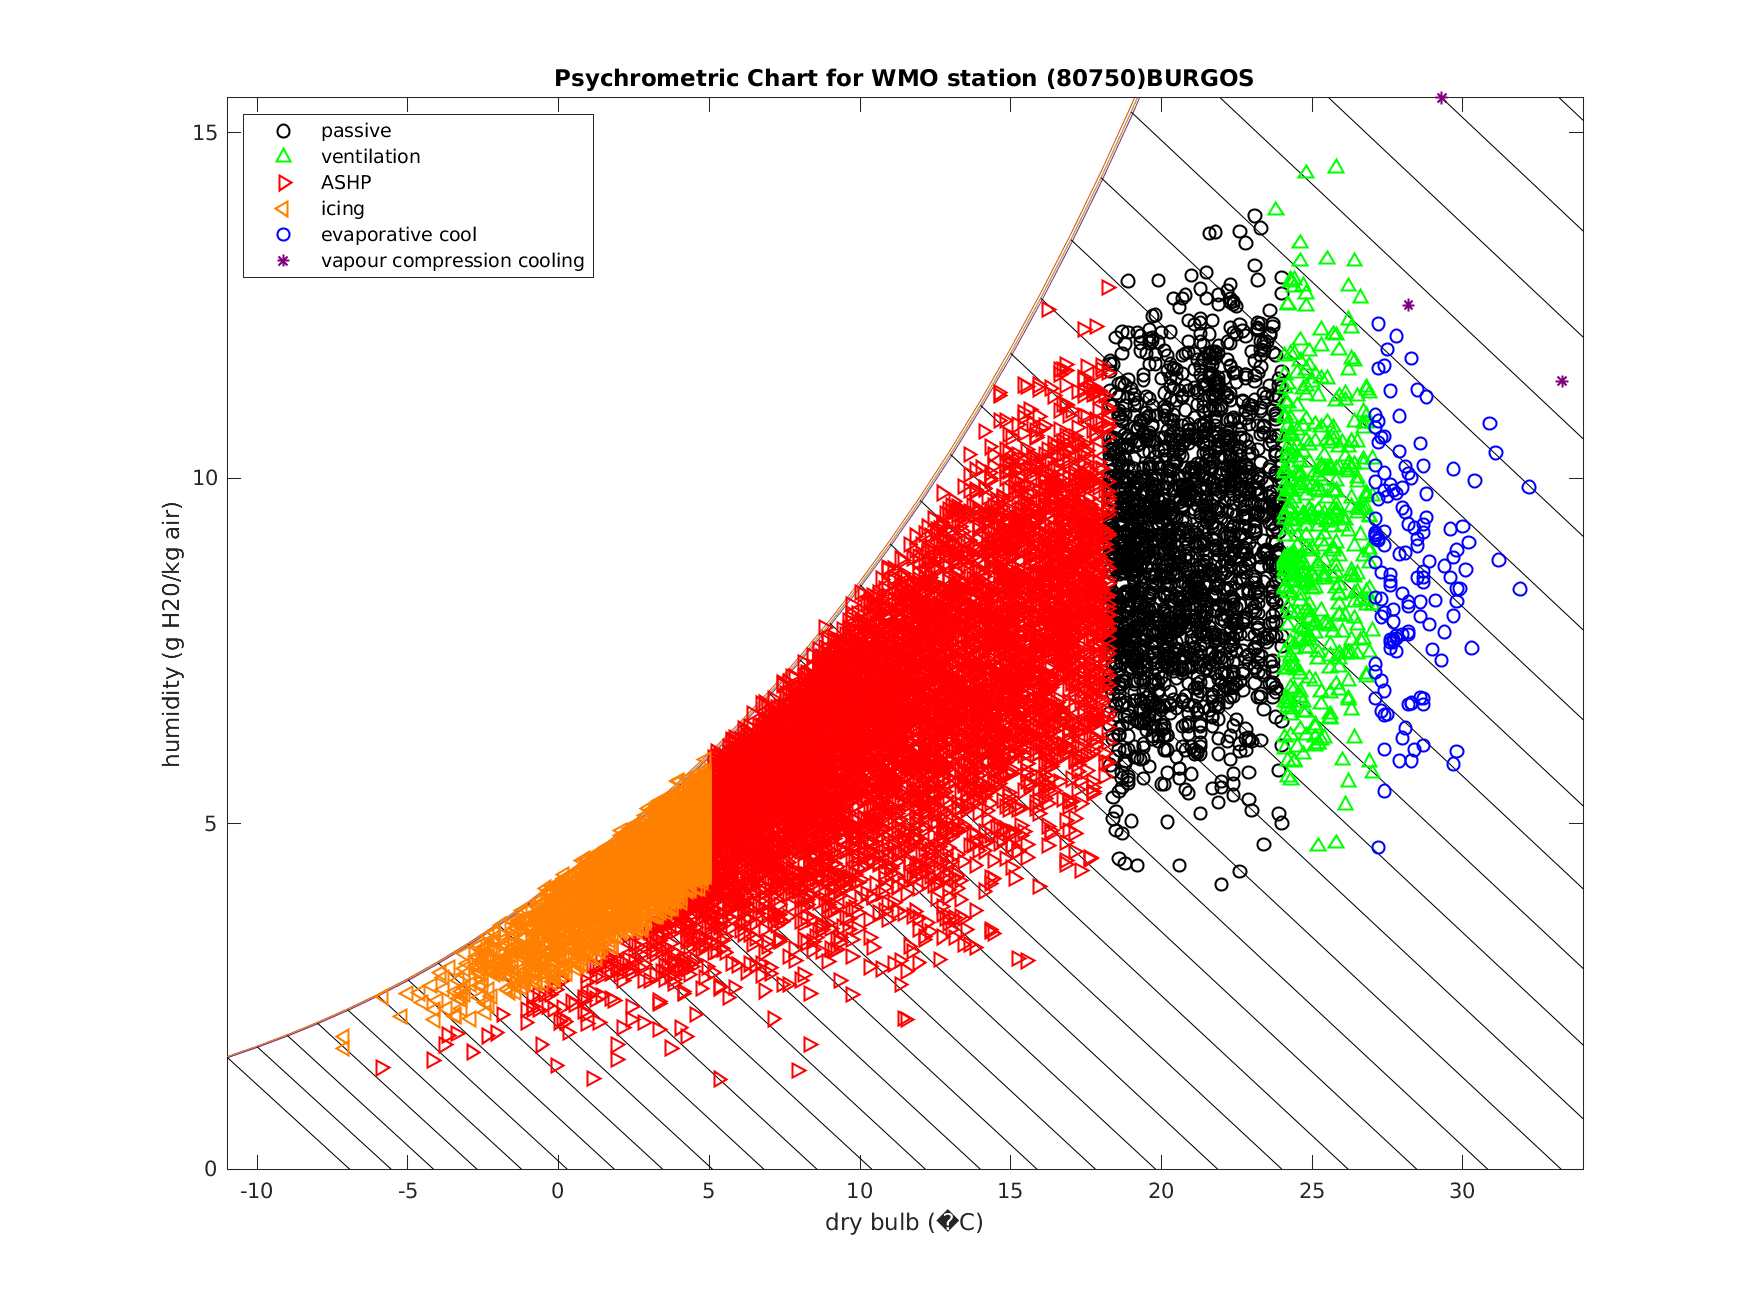 Psychrometric Chart for WMO station (80750)BURGOS
passive
ventilation
ASHP
icing
evaporative cool
vapour compression cooling
15
10
5
0
humidity (g H20/kg air)
-10 -5 0 5 10 15 20 25 30
dry bulb (�C)